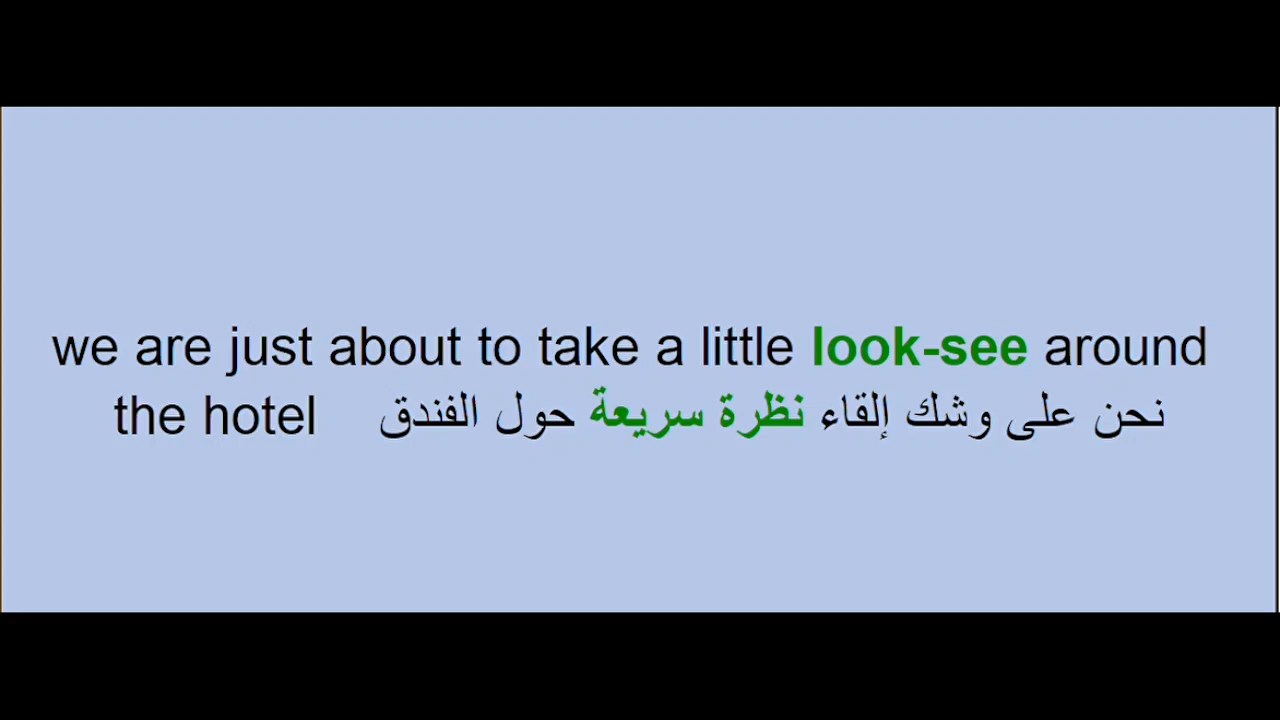 we are just about to take a little look-see around
the hotel نحن على وشك إلقاء نظرة سريعة حول الفندق